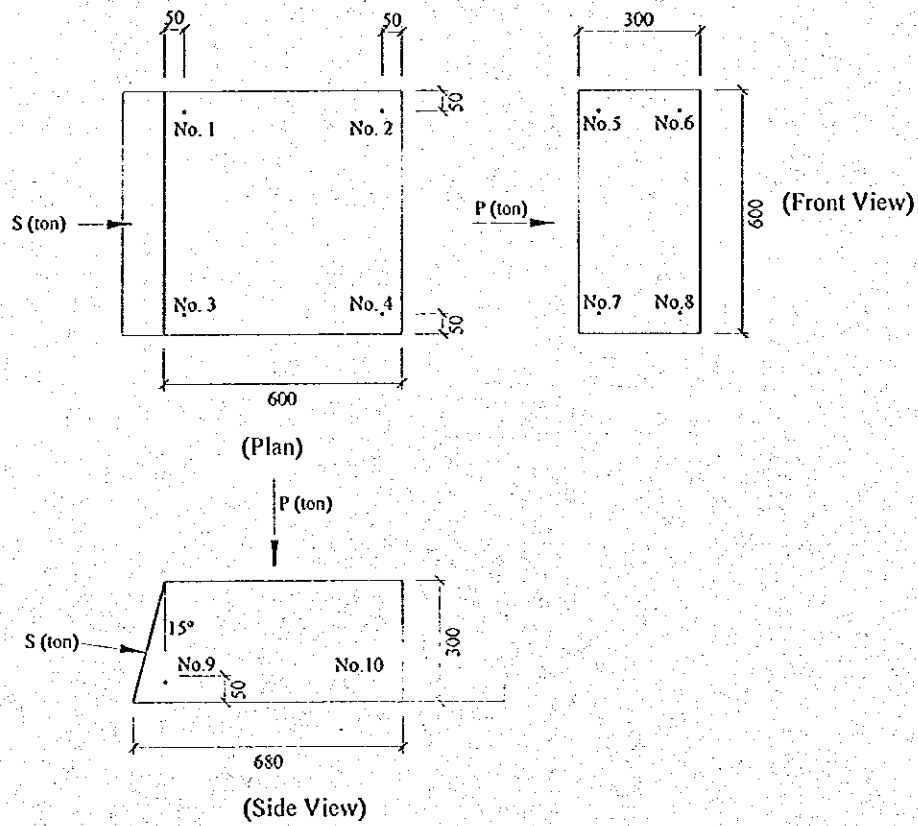 50
50
300
50
No. 1
No. 2
No.5
No.6
S (ton)
P (ton)
600
(Front View)
No. 3
No. 4
No.7
No.8
50
600
(Plan)
P (ton)
S (ton)
15°
No.9
No.10
50
300
680
(Side View)